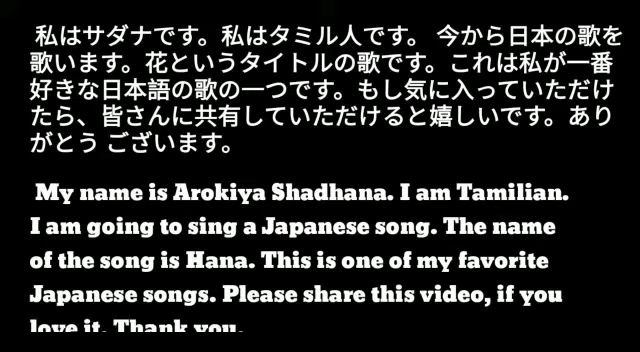 私はサダナです。私はタミル人です。 今から日本の歌を
歌います。花というタイトルの歌です。これは私が一番
好きな日本語の歌の一つです。もし気に入っていただけ
たら、皆さんに共有していただけると嬉しいです。あり
がとう ございます。
My name is Arokiya Shadhana. I am Tamilian.
I am going to sing a Japanese song. The name
of the song is Hana. This is one of my favorite
Japanese songs. Please share this video, if you
love it. Thank you.